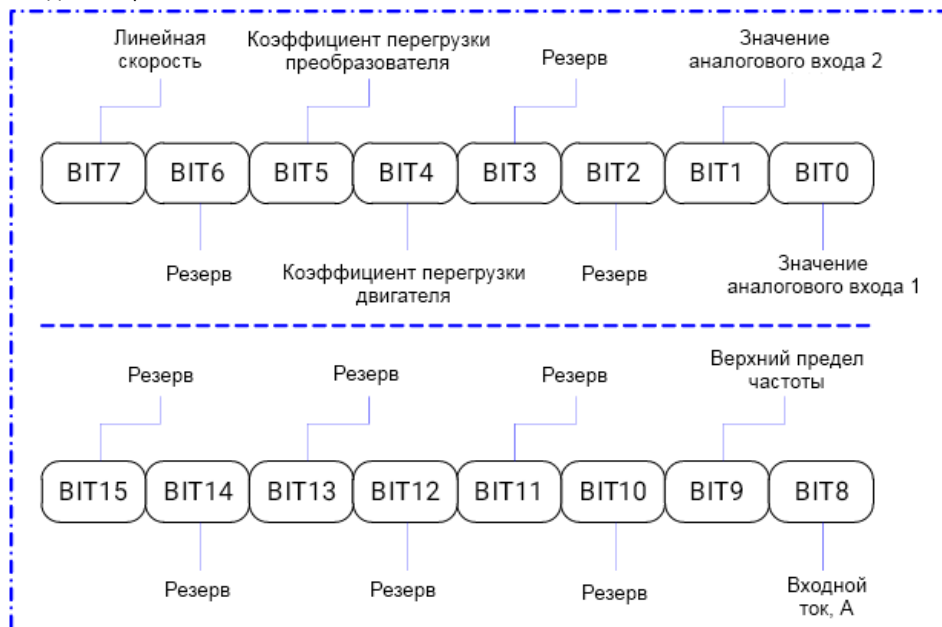 Линейная
скорость
Коэффициент перегрузки
преобразователя
Резерв
Значение
аналогового входа 2
BIT7 BIT6 BIT5 BIT4 BIT3 BIT2 BIT1 BIT0
Резерв
Коэффициент перегрузки
двигателя
Резерв
Значение
аналогового входа 1
Резерв
Резерв
Резерв
Верхний предел
частоты
BIT15 BIT14 BIT13 BIT12 BIT11 BIT10 BIT9 BIT8
Резерв
Резерв
Резерв
Входной
ток, А